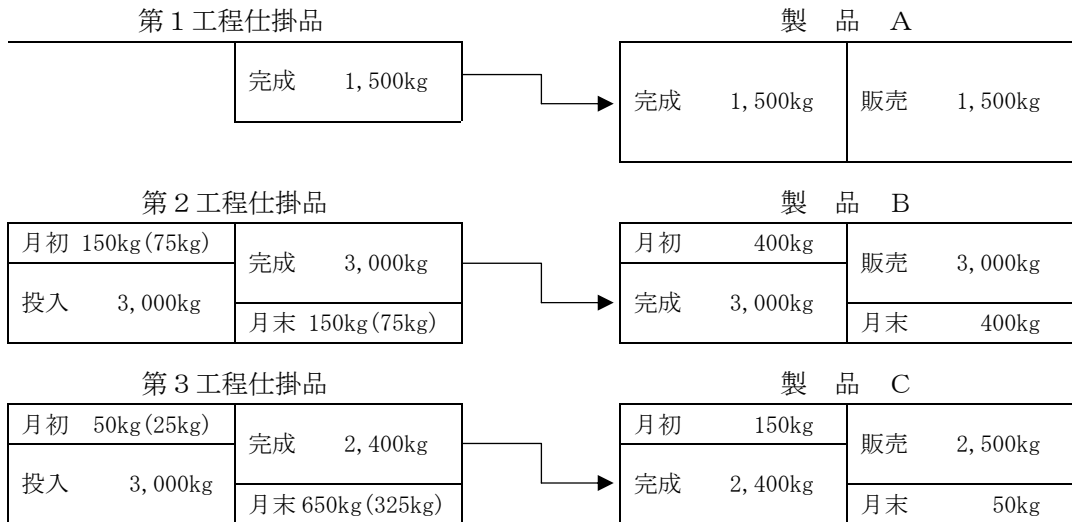 第1工程仕掛品
製 品 A
完成 1,500kg
完成 1,500kg
販売 1,500kg
第2工程仕掛品
製 品 B
月初 150kg(75kg)
完成 3,000kg
投入 3,000kg
月末 150kg(75kg)
月初 400kg
販売 3,000kg
完成 3,000kg
月末 400kg
第3工程仕掛品
製 品 C
月初 50kg(25kg)
完成 2,400kg
投入 3,000kg
月末 650kg(325kg)
月初 150kg
販売 2,500kg
完成 2,400kg
月末 50kg